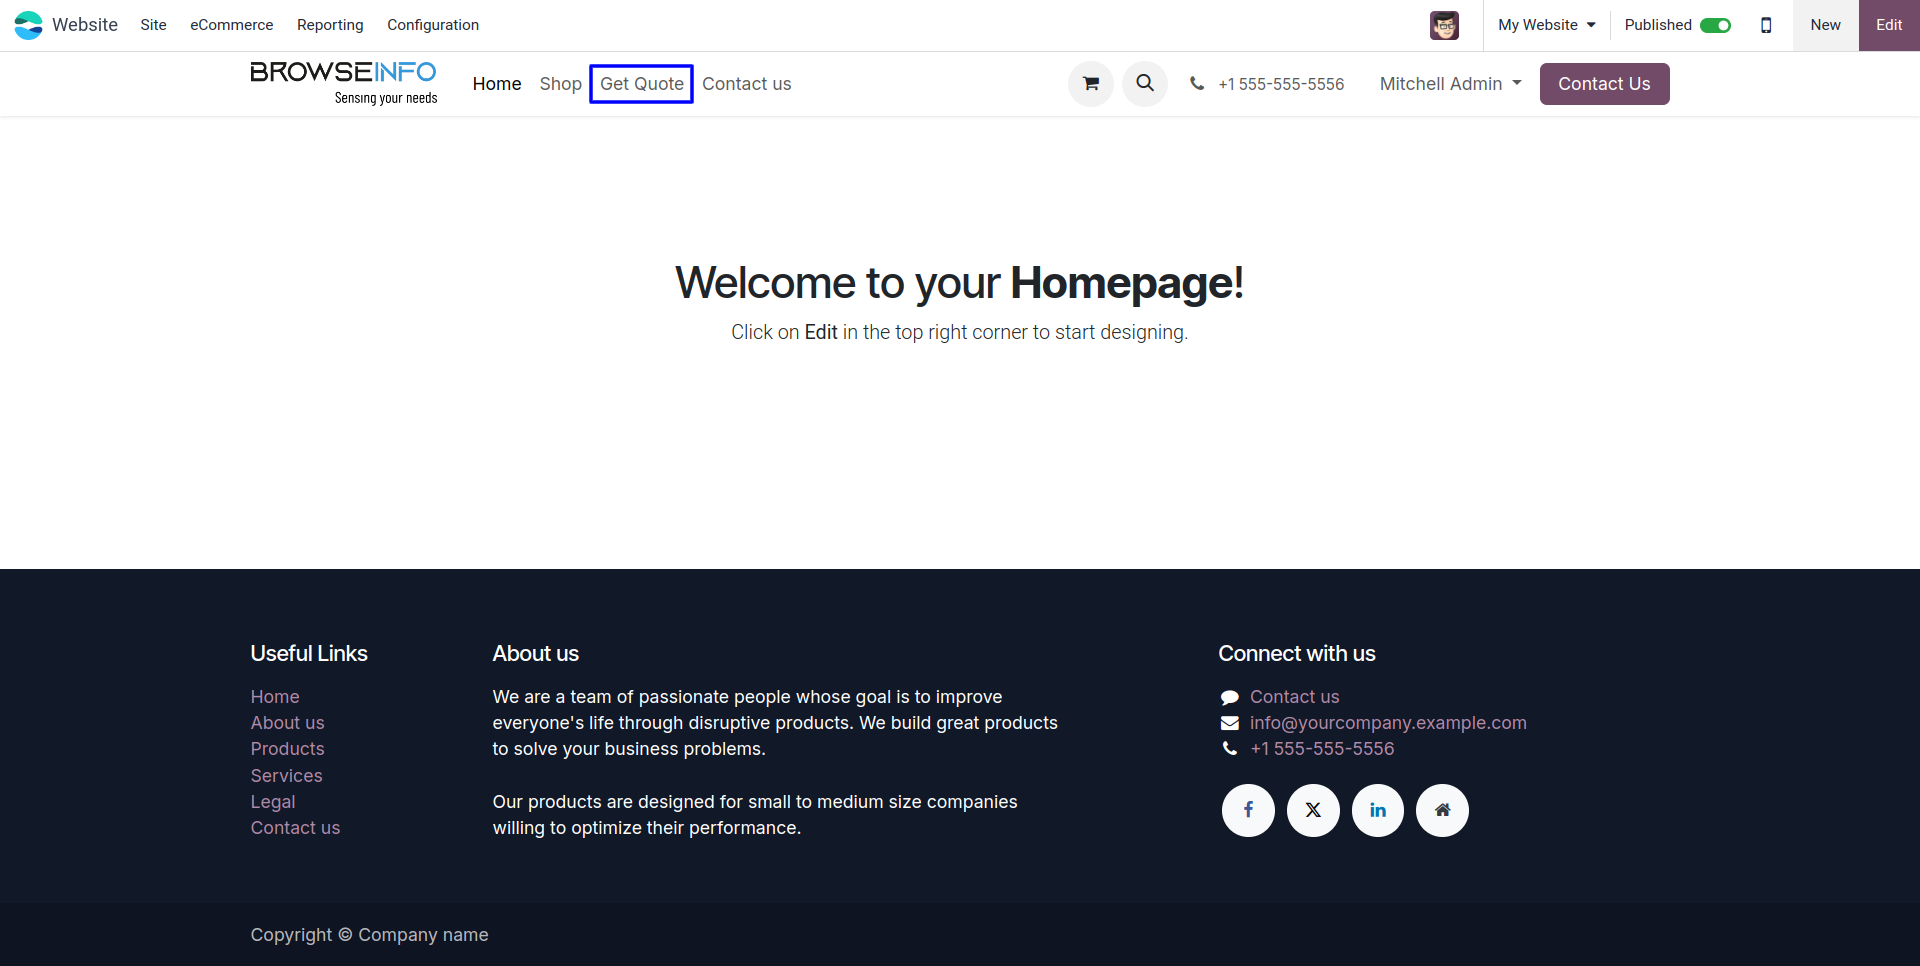 Website Site eCommerce Reporting Configuration My Website Published New Edit
BROWSEINFO
Sensing your needs
Home Shop Get Quote Contact us +1 555-555-5556 Mitchell Admin Contact Us
Welcome to your Homepage!
Click on Edit in the top right corner to start designing.
Useful Links
Home
About us
Products
Services
Legal
Contact us
About us
We are a team of passionate people whose goal is to improve
everyone's life through disruptive products. We build great products
to solve your business problems.
Our products are designed for small to medium size companies
willing to optimize their performance.
Connect with us
Contact us
info@yourcompany.example.com
+1 555-555-5556
Copyright © Company name